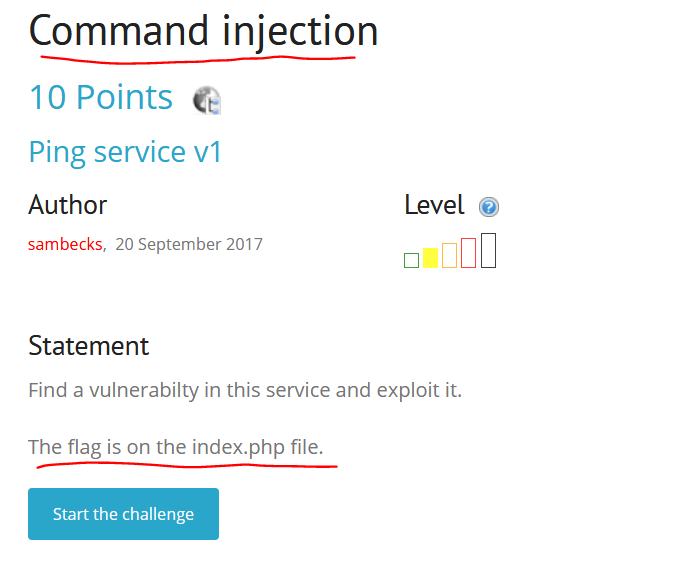 Command injection
10 Points
Ping service v1
Author
Level
sambecks, 20 September 2017
Statement
Find a vulnerabilty in this service and exploit it.
The flag is on the index.php file.
Start the challenge